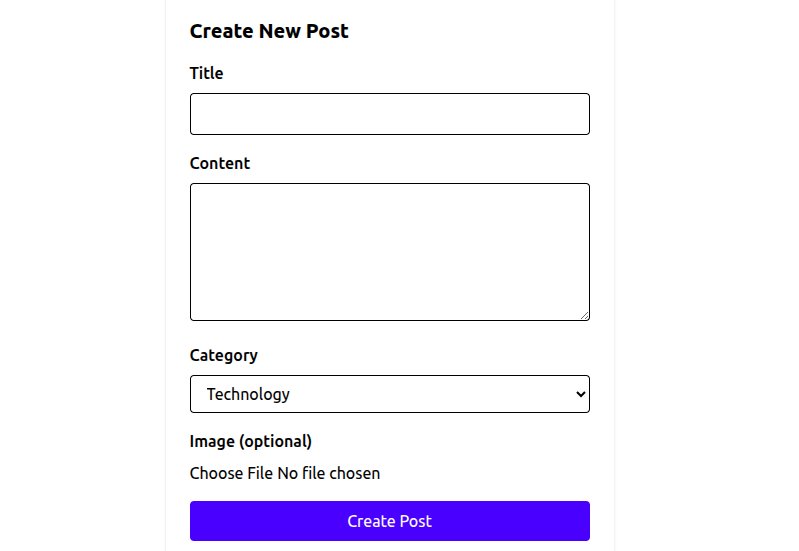 Create New Post
Title
Content
Category
Technology
Image (optional)
Choose File No file chosen
Create Post